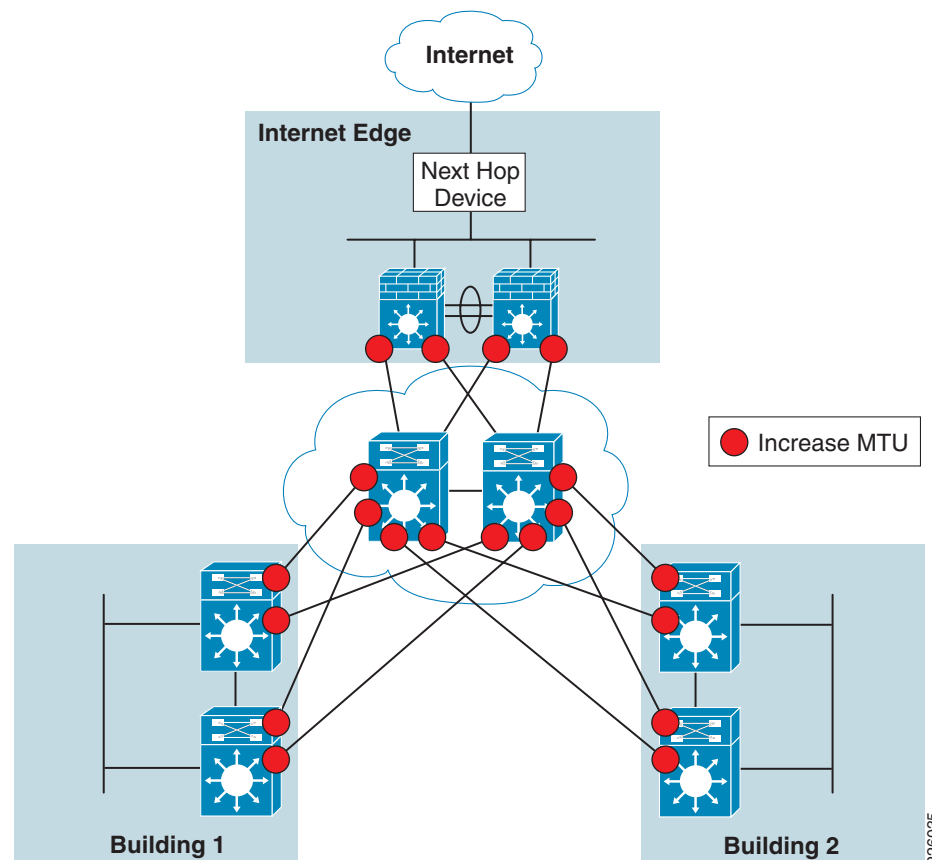 Internet
Internet Edge
Next Hop
Device
Increase MTU
Building 1
Building 2